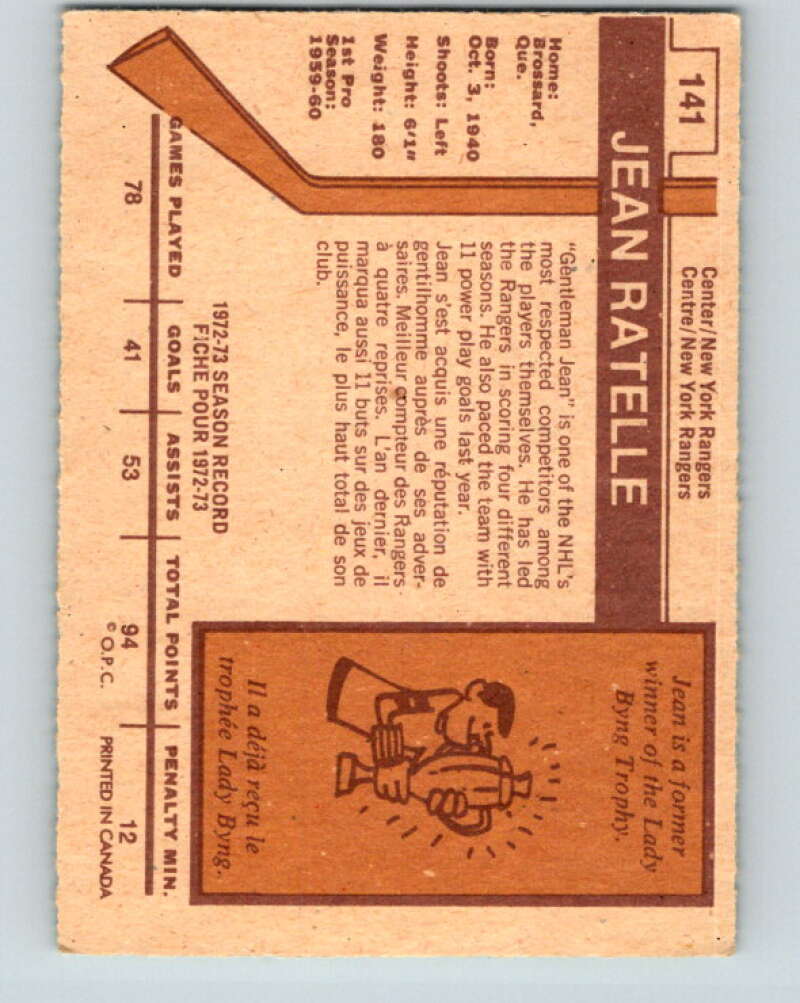 141
Center/New York Rangers
Centre/New York Rangers
JEAN RATELLE
Home:
Brossard,
Que.
Born:
Oct. 3, 1940
Shoots: Left
Height: 6'1"
Weight: 180
1st Pro
Season:
1959-60
"Gentleman Jean" is one of the NHL's
most respected competitors among
the players themselves. He has led
the Rangers in scoring four different
seasons. He also paced the team with
11 power play goals last year.
Jean s'est acquis une réputation de
gentilhomme auprès de ses adver-
saires. Meilleur compteur des Rangers
à quatre reprises. L'an dernier, il
marqua aussi 11 buts sur des jeux de
puissance, le plus haut total de son
club.
Jean is a former
winner of the Lady
Byng Trophy.
Il a déjà reçu le
trophée Lady Byng.
1972-73 SEASON RECORD
FICHE POUR 1972-73
GAMES PLAYED GOALS ASSISTS TOTAL POINTS PENALTY MIN.
78 41 53 94 12
© O.P.C. PRINTED IN CANADA